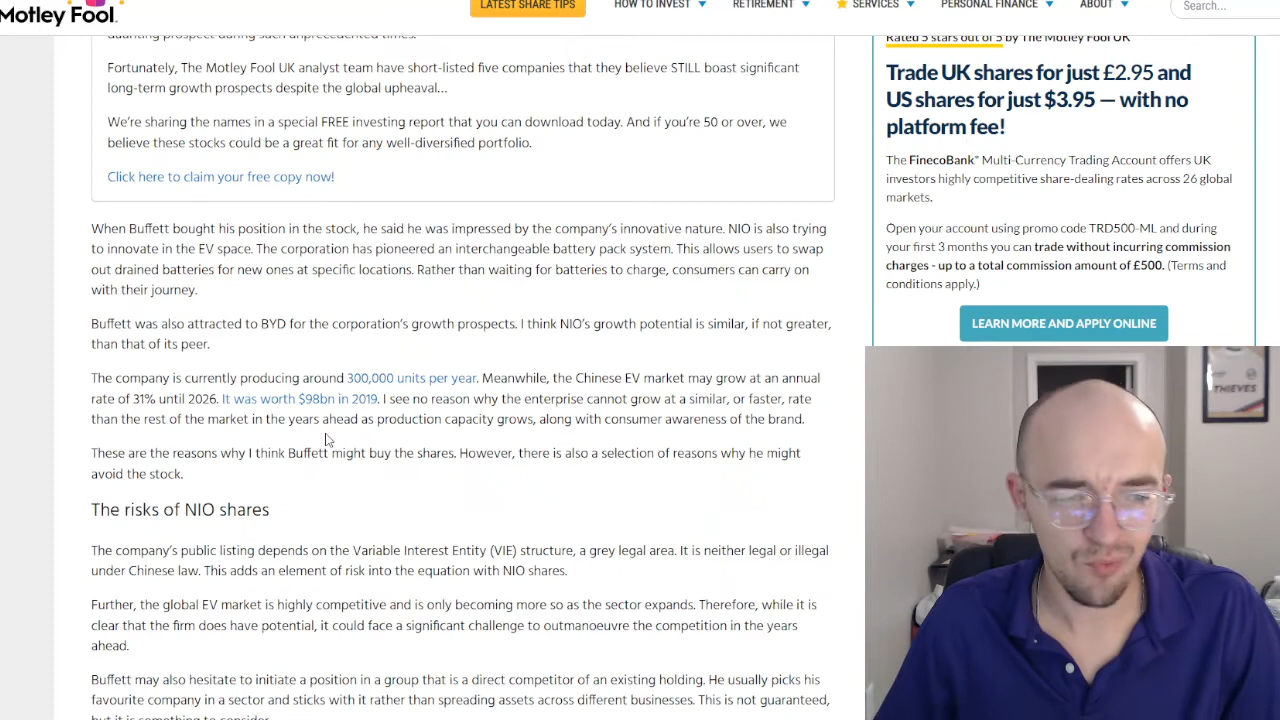 Motley Fool.
LATEST SHARE TIPS
HOW TO INVEST
RETIREMENT
SERVICES
PERSONAL FINANCE
ABOUT
Search...
daunting prospect during such unprecedented times.
Fortunately, The Motley Fool UK analyst team have short-listed five companies that they believe STILL boast significant
long-term growth prospects despite the global upheaval…
We’re sharing the names in a special FREE investing report that you can download today. And if you’re 50 or over, we
believe these stocks could be a great fit for any well-diversified portfolio.
Click here to claim your free copy now!
When Buffett bought his position in the stock, he said he was impressed by the company’s innovative nature. NIO is also trying
to innovate in the EV space. The corporation has pioneered an interchangeable battery pack system. This allows users to swap
out drained batteries for new ones at specific locations. Rather than waiting for batteries to charge, consumers can carry on
with their journey.
Buffett was also attracted to BYD for the corporation’s growth prospects. I think NIO’s growth potential is similar, if not greater,
than that of its peer.
The company is currently producing around 300,000 units per year. Meanwhile, the Chinese EV market may grow at an annual
rate of 31% until 2026. It was worth $98bn in 2019. I see no reason why the enterprise cannot grow at a similar, or faster, rate
than the rest of the market in the years ahead as production capacity grows, along with consumer awareness of the brand.
These are the reasons why I think Buffett might buy the shares. However, there is also a selection of reasons why he might
avoid the stock.
The risks of NIO shares
The company’s public listing depends on the Variable Interest Entity (VIE) structure, a grey legal area. It is neither legal or illegal
under Chinese law. This adds an element of risk into the equation with NIO shares.
Further, the global EV market is highly competitive and is only becoming more so as the sector expands. Therefore, while it is
clear that the firm does have potential, it could face a significant challenge to outmanoeuvre the competition in the years
ahead.
Buffett may also hesitate to initiate a position in a group that is a direct competitor of an existing holding. He usually picks his
favourite company in a sector and sticks with it rather than spreading assets across different businesses. This is not guaranteed,
but it is something to consider.
Rated 5 stars out of 5 by The Motley Fool UK
Trade UK shares for just £2.95 and
US shares for just $3.95 — with no
platform fee!
The FinecoBank™ Multi-Currency Trading Account offers UK
investors highly competitive share-dealing rates across 26 global
markets.
Open your account using promo code TRD500-ML and during
your first 3 months you can trade without incurring commission
charges - up to a total commission amount of £500. (Terms and
conditions apply.)
LEARN MORE AND APPLY ONLINE
THIEVES